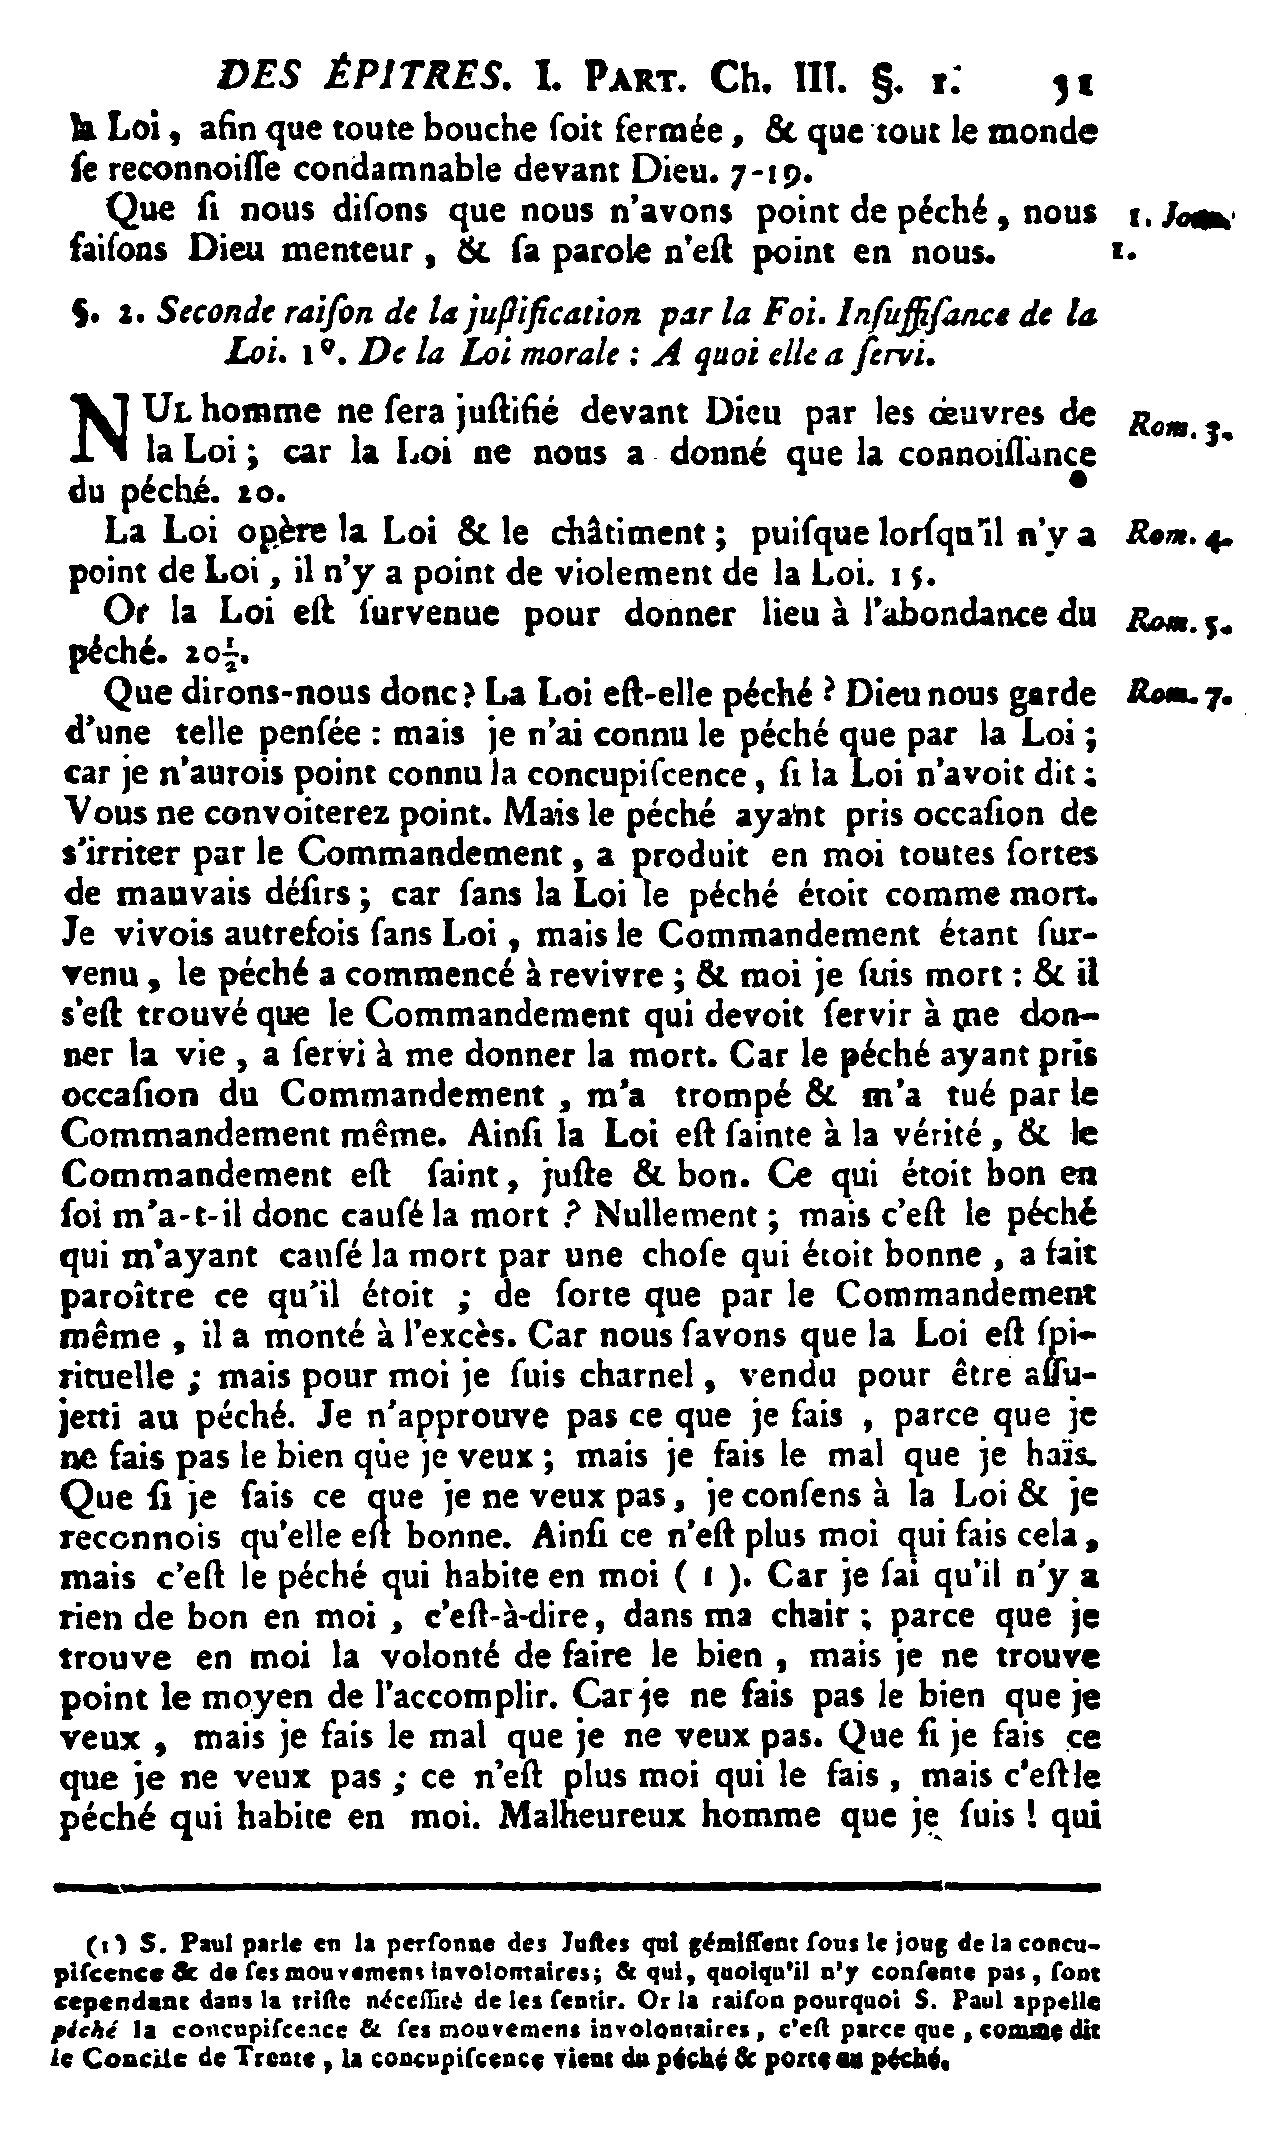 DES ÉPITRES. I. PART. Ch. III. §. 1. 31
la Loi, afin que toute bouche ſoit fermée, & que tout le monde
ſe reconnoiſſe condamnable devant Dieu. 7-19.
Que ſi nous diſons que nous n'avons point de péché, nous 1. Joan.
faiſons Dieu menteur, & ſa parole n'eſt point en nous. 1.
§. 2. Seconde raiſon de la juſtification par la Foi. Inſuffiſance de la
Loi. 1º. De la Loi morale : A quoi elle a ſervi.
NUL homme ne ſera juſtifié devant Dieu par les œuvres de Rom. 3.
la Loi ; car la Loi ne nous a donné que la connoiſſance
du péché. 20.
La Loi opère la Loi & le châtiment ; puiſque lorſqu'il n'y a Rom. 4.
point de Loi, il n'y a point de violement de la Loi. 15.
Or la Loi eſt ſurvenue pour donner lieu à l'abondance du Rom. 5.
péché. 20½.
Que dirons-nous donc ? La Loi eſt-elle péché ? Dieu nous garde Rom. 7.
d'une telle penſée : mais je n'ai connu le péché que par la Loi ;
car je n'aurois point connu la concupiſcence, ſi la Loi n'avoit dit :
Vous ne convoiterez point. Mais le péché ayant pris occaſion de
s'irriter par le Commandement, a produit en moi toutes ſortes
de mauvais déſirs ; car ſans la Loi le péché étoit comme mort.
Je vivois autrefois ſans Loi, mais le Commandement étant ſur-
venu, le péché a commencé à revivre ; & moi je ſuis mort : & il
s'eſt trouvé que le Commandement qui devoit ſervir à me don-
ner la vie, a ſervi à me donner la mort. Car le péché ayant pris
occaſion du Commandement, m'a trompé & m'a tué par le
Commandement même. Ainſi la Loi eſt ſainte à la vérité, & le
Commandement eſt ſaint, juſte & bon. Ce qui étoit bon en
ſoi m'a-t-il donc cauſé la mort ? Nullement ; mais c'eſt le péché
qui m'ayant cauſé la mort par une choſe qui étoit bonne, a fait
paroître ce qu'il étoit ; de ſorte que par le Commandement
même, il a monté à l'excès. Car nous ſavons que la Loi eſt ſpi-
rituelle ; mais pour moi je ſuis charnel, vendu pour être aſſu-
jetti au péché. Je n'approuve pas ce que je fais, parce que je
ne fais pas le bien que je veux ; mais je fais le mal que je haïs.
Que ſi je fais ce que je ne veux pas, je conſens à la Loi & je
reconnois qu'elle eſt bonne. Ainſi ce n'eſt plus moi qui fais cela,
mais c'eſt le péché qui habite en moi ( 1 ). Car je ſai qu'il n'y a
rien de bon en moi, c'eſt-à-dire, dans ma chair ; parce que je
trouve en moi la volonté de faire le bien, mais je ne trouve
point le moyen de l'accomplir. Car je ne fais pas le bien que je
veux, mais je fais le mal que je ne veux pas. Que ſi je fais ce
que je ne veux pas ; ce n'eſt plus moi qui le fais, mais c'eſt le
péché qui habite en moi. Malheureux homme que je ſuis ! qui
(1) S. Paul parle en la perſonne des Juſtes qui gémiſſent ſous le joug de la concu-
piſcence & de ſes mouvemens involontaires; & qui, quoiqu'il n'y conſente pas, ſont
cependant dans la triſte néceſſité de les ſentir. Or la raiſon pourquoi S. Paul appelle
péché la concupiſcence & ſes mouvemens involontaires, c'eſt parce que, comme dit
le Concile de Trente, la concupiſcence vient du péché & porte au péché.